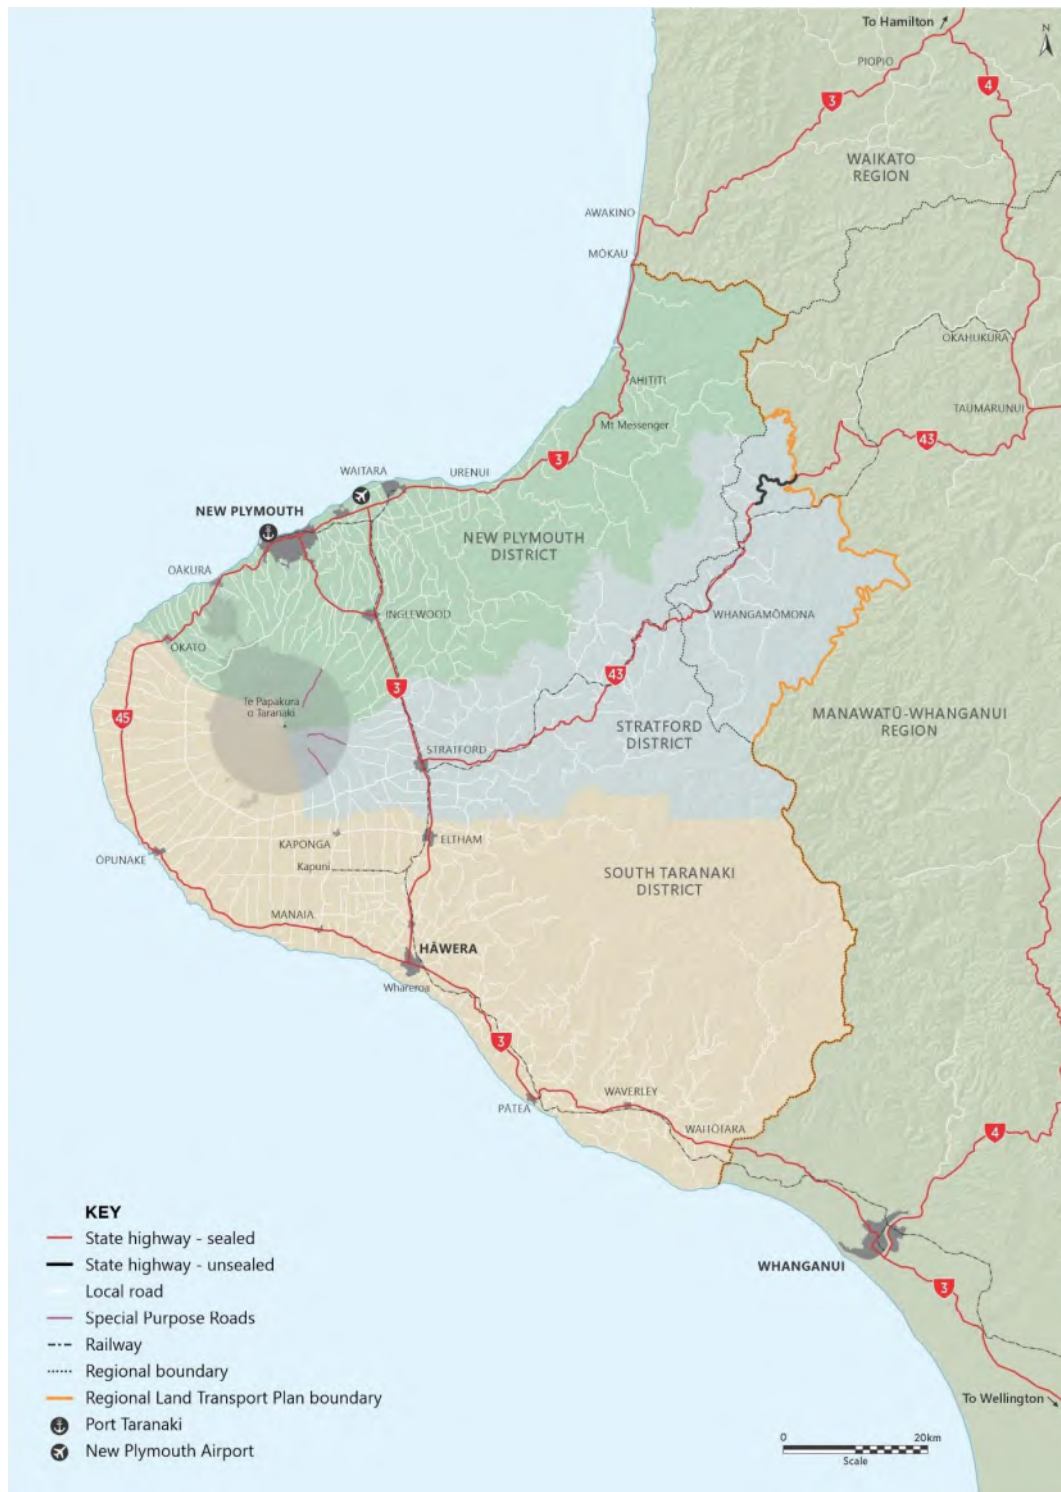 To Hamilton
N
PIOPIO
3
4
WAIKATO
REGION
AWAKINO
MŌKAU
OKAHUKURA
AHITITI
TAUMARUNUI
Mt Messenger
43
3
WAITARA
URENUI
NEW PLYMOUTH
NEW PLYMOUTH
DISTRICT
OĀKURA
INGLEWOOD
WHANGAMŌMONA
OKATO
43
3
Te Papakura
o Taranaki
45
MANAWATŪ-WHANGANUI
REGION
STRATFORD
DISTRICT
STRATFORD
KAPONGA
ELTHAM
ŌPUNAKE
Kapuni
SOUTH TARANAKI
DISTRICT
MANAIA
HĀWERA
Whareroa
3
WAVERLEY
PĀTEA
WAITŌTARA
4
KEY
State highway - sealed
State highway - unsealed
Local road
Special Purpose Roads
Railway
Regional boundary
Regional Land Transport Plan boundary
Port Taranaki
New Plymouth Airport
WHANGANUI
3
To Wellington
0 20km
Scale